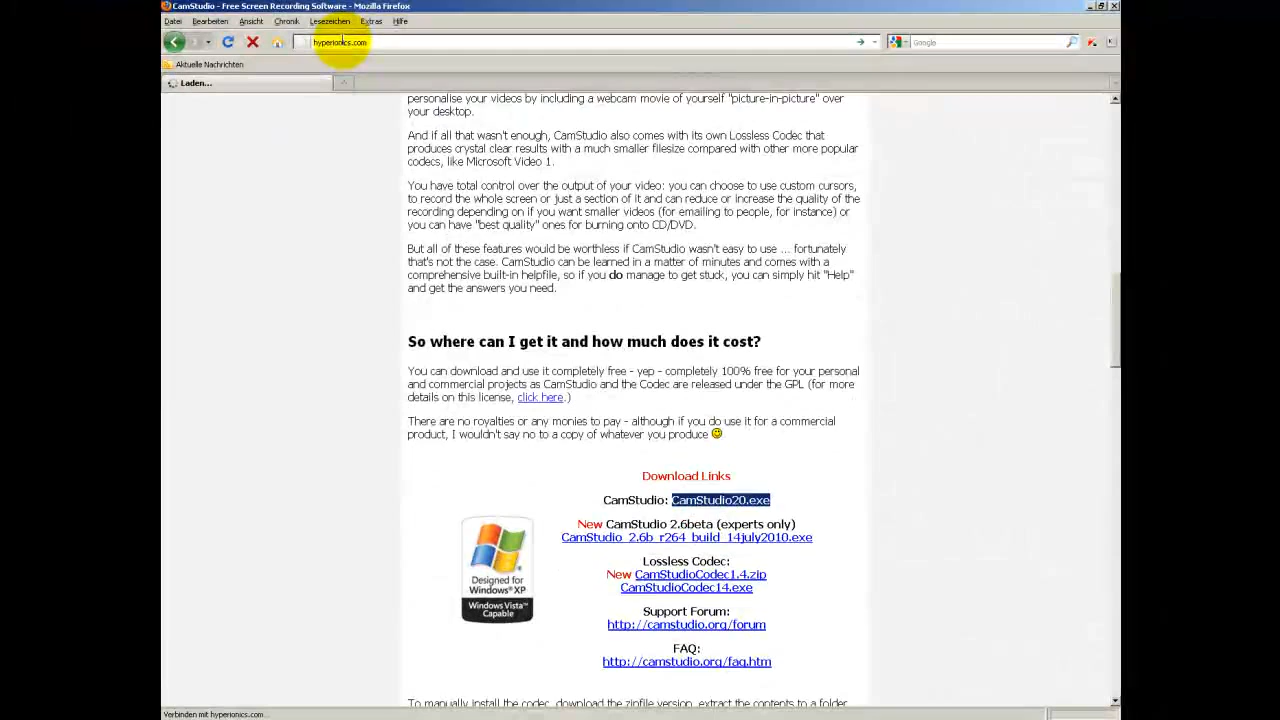 CamStudio - Free Screen Recording Software - Mozilla Firefox
Datei Bearbeiten Ansicht Chronik Lesezeichen Extras Hilfe
hyperionics.com
Google
Aktuelle Nachrichten
Laden...
personalise your videos by including a webcam movie of yourself "picture-in-picture" over
your desktop.
And if all that wasn't enough, CamStudio also comes with its own Lossless Codec that
produces crystal clear results with a much smaller filesize compared with other more popular
codecs, like Microsoft Video 1.
You have total control over the output of your video: you can choose to use custom cursors,
to record the whole screen or just a section of it and can reduce or increase the quality of the
recording depending on if you want smaller videos (for emailing to people, for instance) or
you can have "best quality" ones for burning onto CD/DVD.
But all of these features would be worthless if CamStudio wasn't easy to use ... fortunately
that's not the case. CamStudio can be learned in a matter of minutes and comes with a
comprehensive built-in helpfile, so if you do manage to get stuck, you can simply hit "Help"
and get the answers you need.
So where can I get it and how much does it cost?
You can download and use it completely free - yep - completely 100% free for your personal
and commercial projects as CamStudio and the Codec are released under the GPL (for more
details on this license, click here.)
There are no royalties or any monies to pay - although if you do use it for a commercial
product, I wouldn't say no to a copy of whatever you produce
Download Links
CamStudio: CamStudio20.exe
New CamStudio 2.6beta (experts only)
CamStudio_2.6b_r264_build_14july2010.exe
Lossless Codec:
New CamStudioCodec1.4.zip
CamStudioCodec14.exe
Support Forum:
http://camstudio.org/forum
FAQ:
http://camstudio.org/faq.htm
Designed for
Windows XP
Windows Vista™
Capable
To manually install the codec, download the zipfile version, extract the contents to a folder
Verbinden mit hyperionics.com...